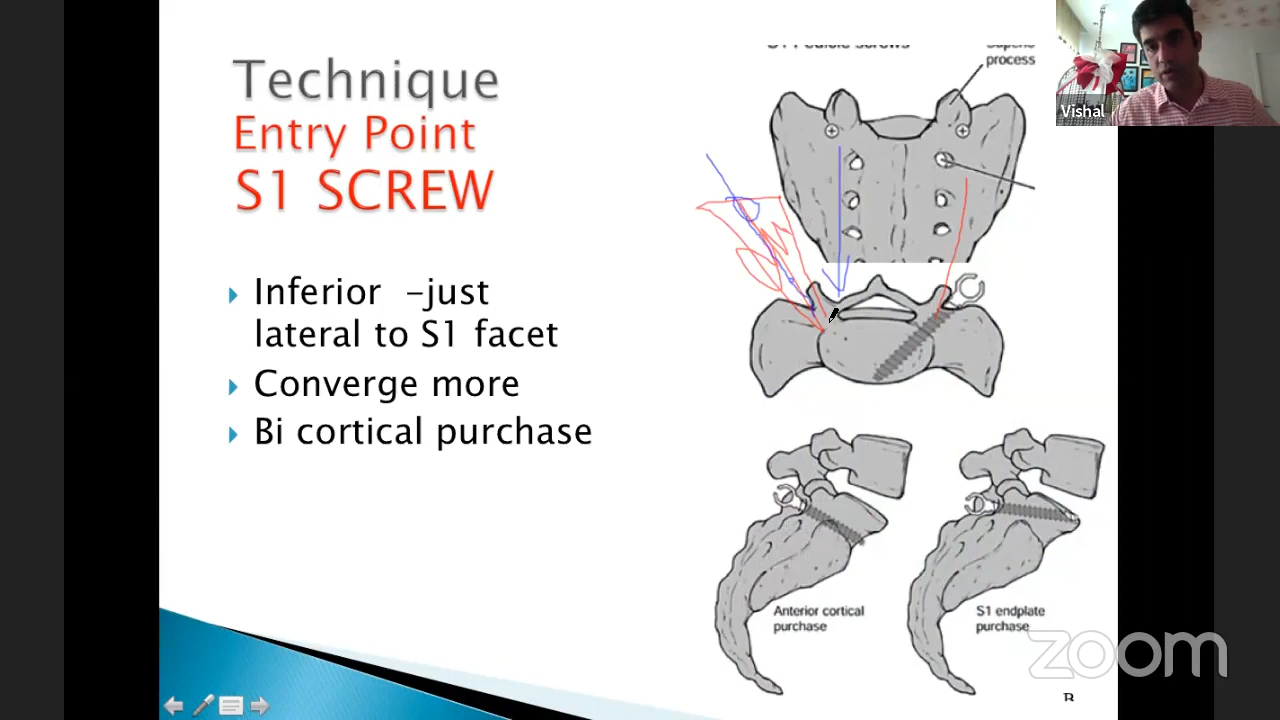 Technique
Entry Point
S1 SCREW
Inferior -just
lateral to S1 facet
Converge more
Bi cortical purchase
S1 Pedicle screws
process
Vishal
Anterior cortical
purchase
S1 endplate
purchase
zoom
B